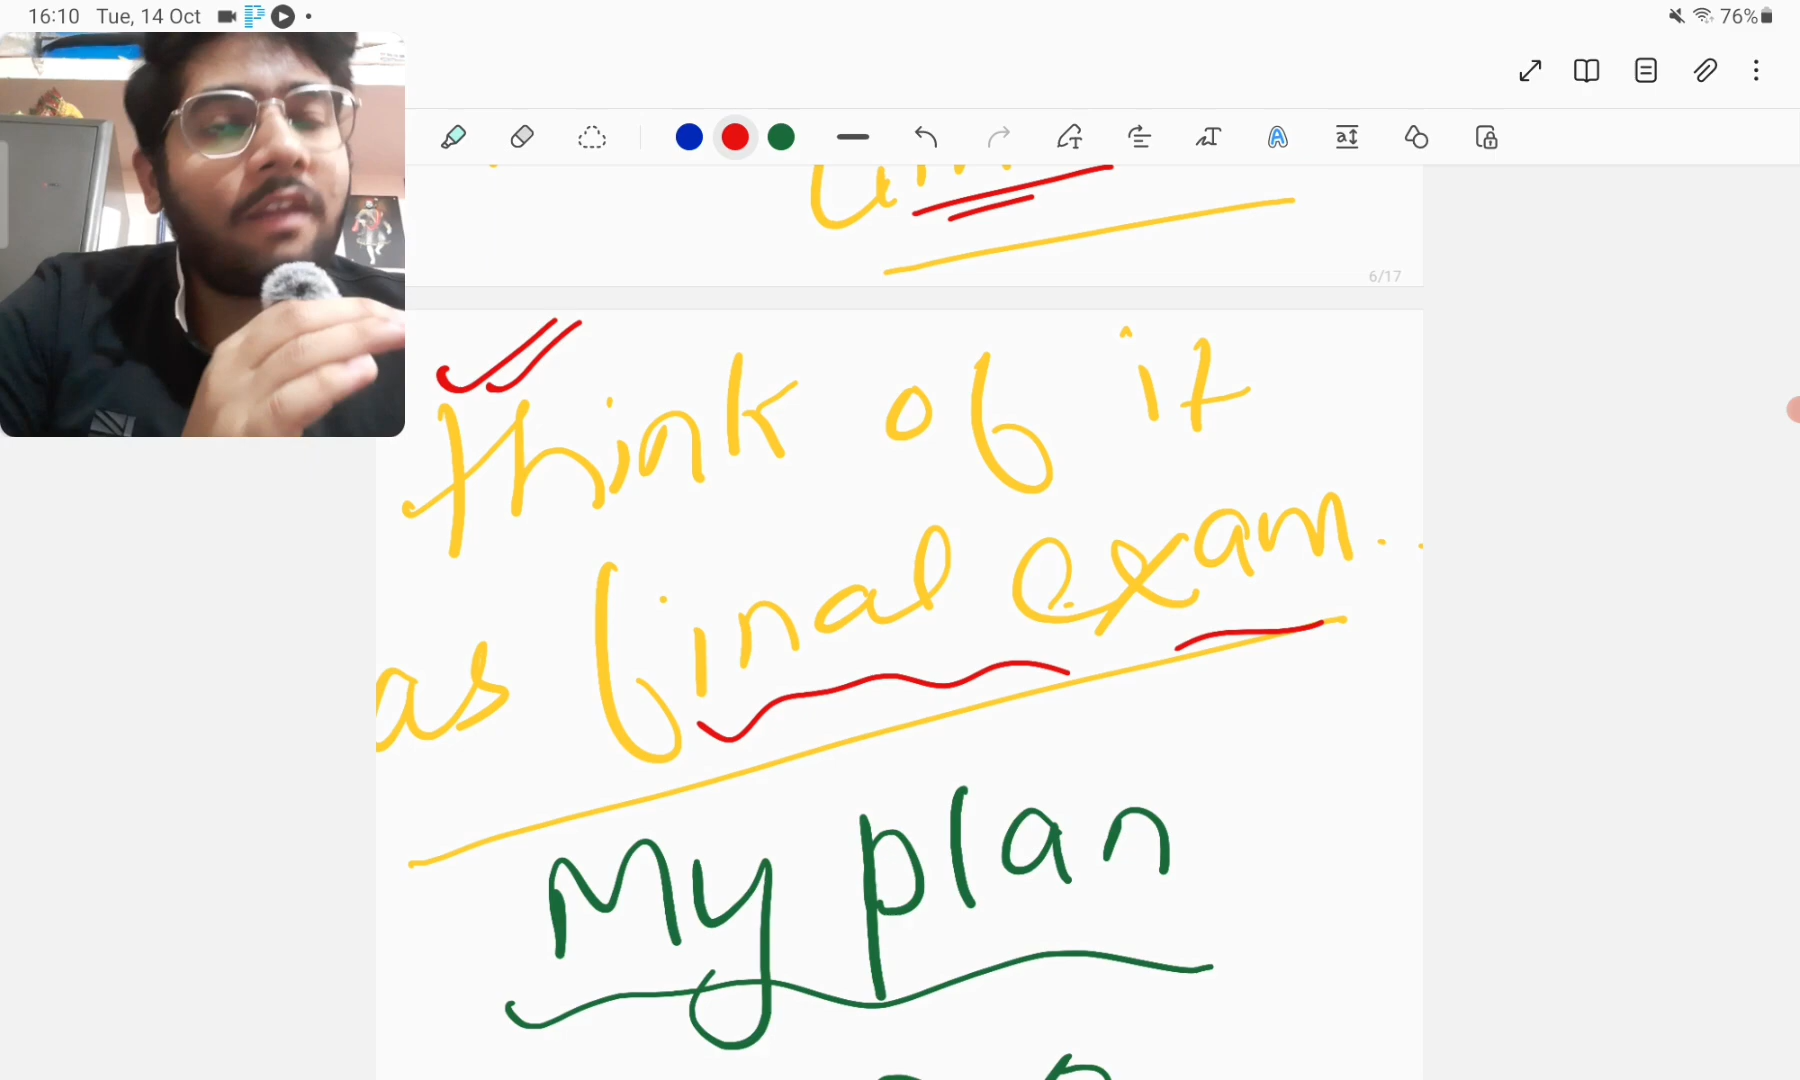 16:10 Tue, 14 Oct
76%
6/17
think of it
as final exam..
My plan